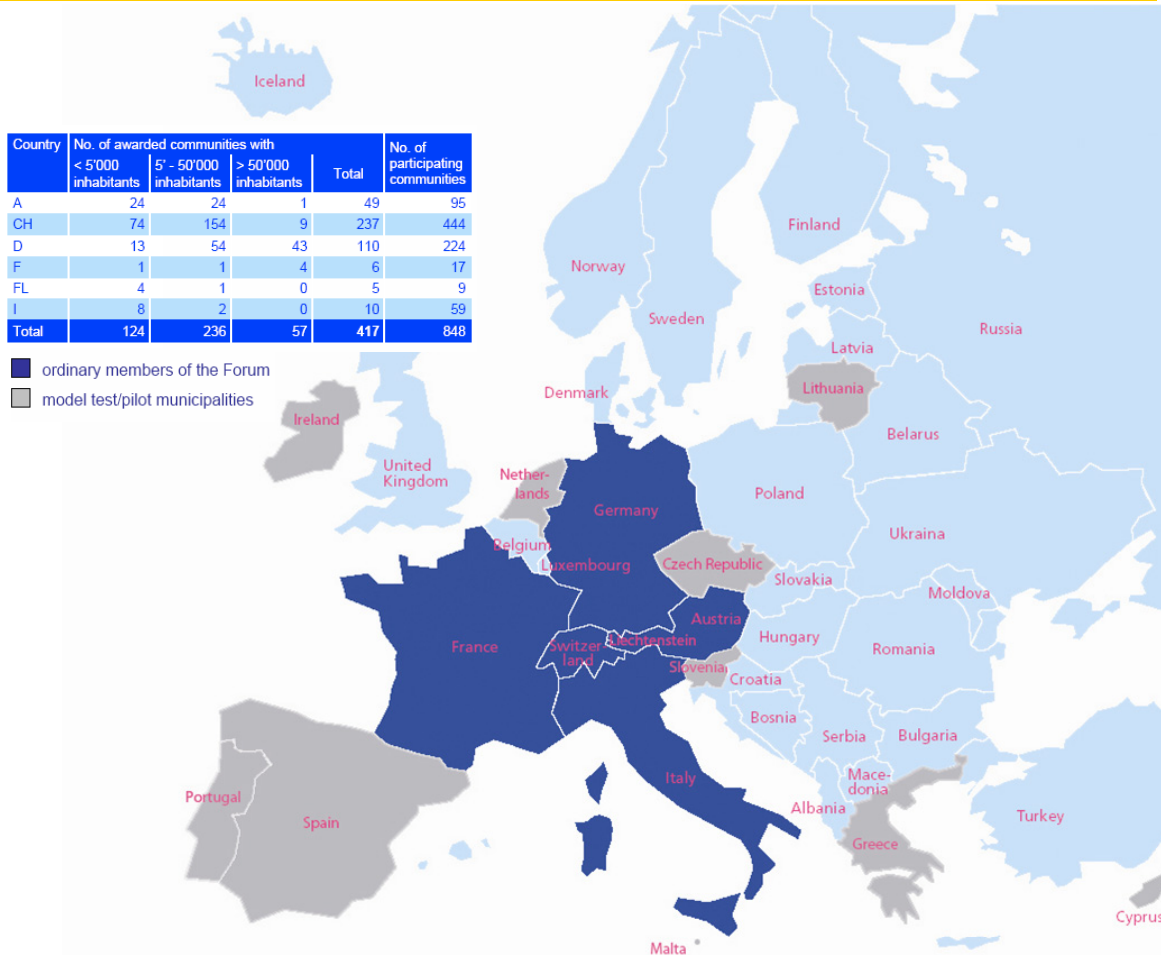 Iceland
Country No. of awarded communities with No. of participating communities
< 5'000 inhabitants 5' - 50'000 inhabitants > 50'000 inhabitants Total
A 24 24 1 49 95
CH 74 154 9 237 444
D 13 54 43 110 224
F 1 1 4 6 17
FL 4 1 0 5 9
I 8 2 0 10 59
Total 124 236 57 417 848
ordinary members of the Forum
model test/pilot municipalities
Finland
Norway
Sweden
Estonia
Russia
Latvia
Lithuania
Denmark
Ireland
Belarus
United
Kingdom
Nether-
lands
Poland
Germany
Ukraina
Belgium
Luxembourg
Czech Republic
Slovakia
Moldova
Austria
France
Switzer-
land
Liechtenstein
Hungary
Romania
Slovenia
Croatia
Bosnia
Serbia
Bulgaria
Italy
Mace-
donia
Albania
Portugal
Spain
Turkey
Greece
Cyprus
Malta